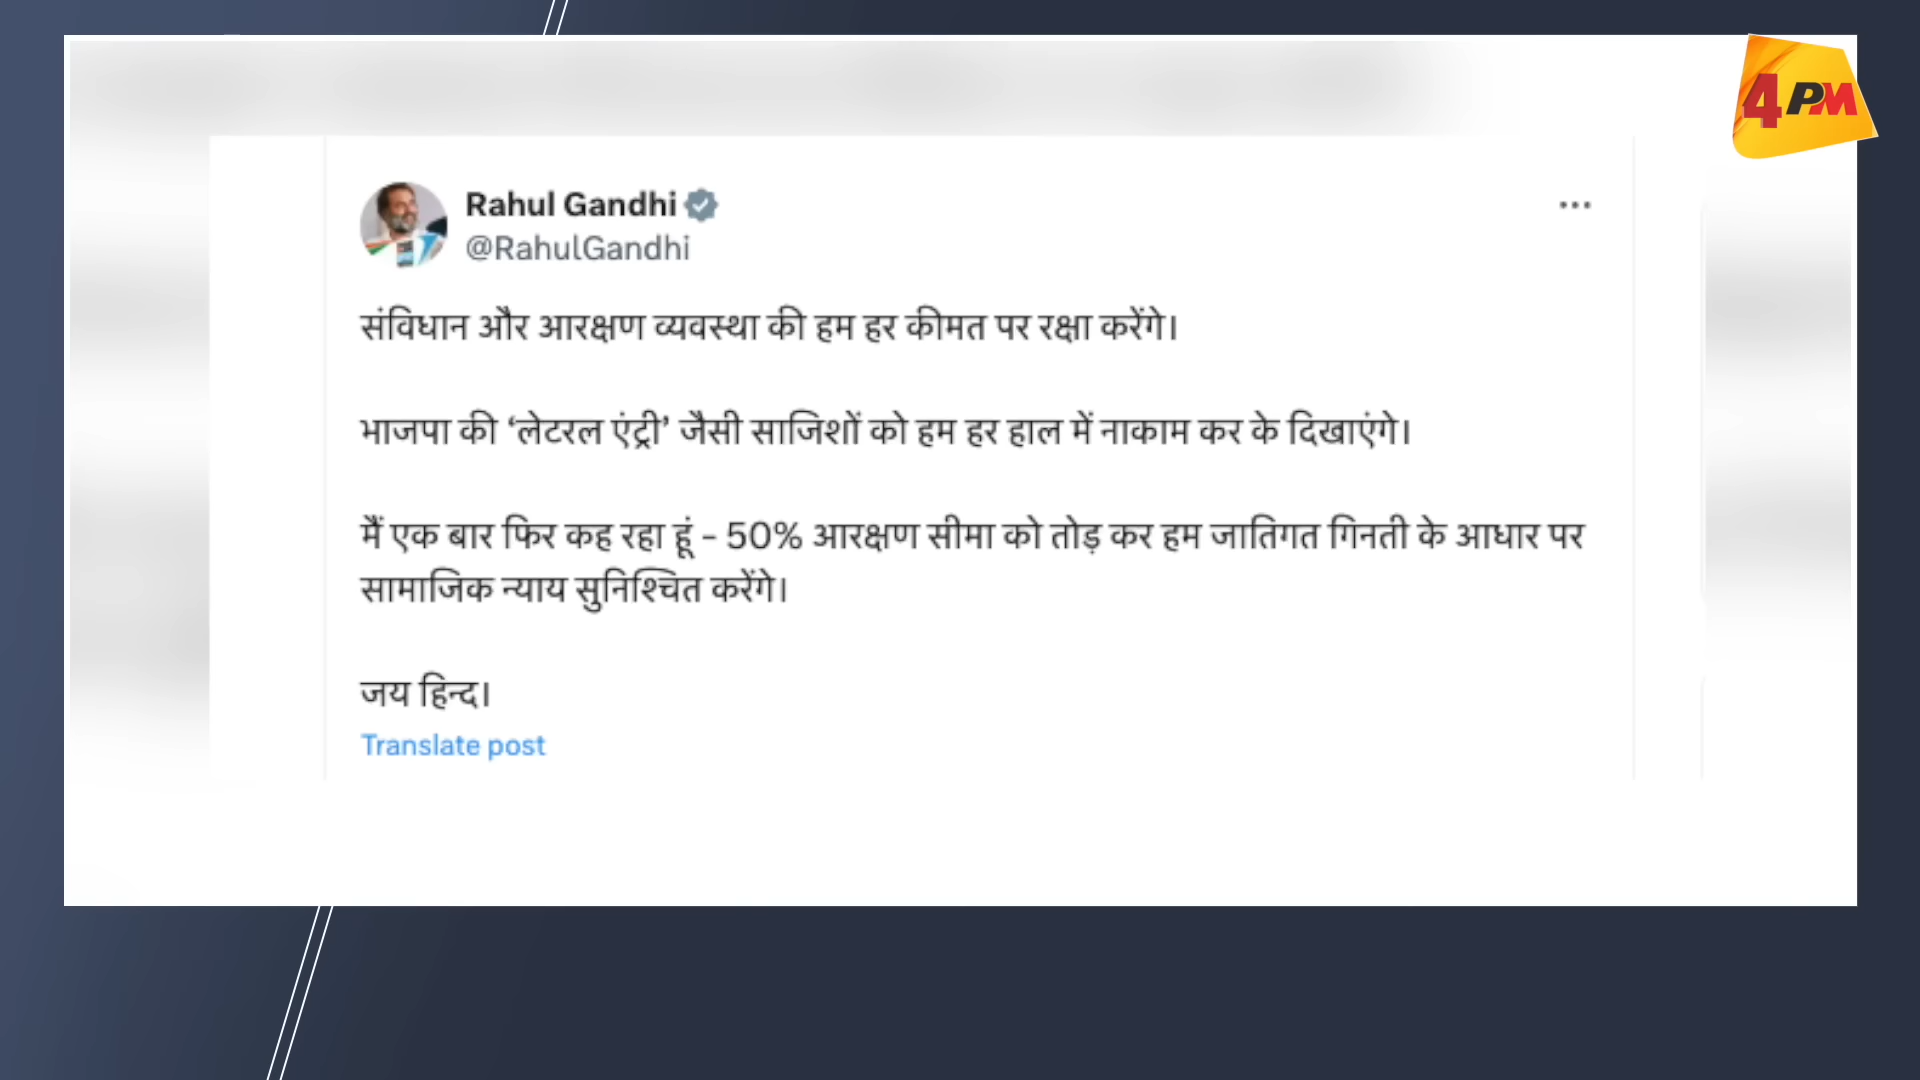 4PM
Rahul Gandhi
@RahulGandhi
संविधान और आरक्षण व्यवस्था की हम हर कीमत पर रक्षा करेंगे।
भाजपा की ‘लेटरल एंट्री’ जैसी साजिशों को हम हर हाल में नाकाम कर के दिखाएंगे।
मैं एक बार फिर कह रहा हूं - 50% आरक्षण सीमा को तोड़ कर हम जातिगत गिनती के आधार पर
सामाजिक न्याय सुनिश्चित करेंगे।
जय हिन्द।
Translate post